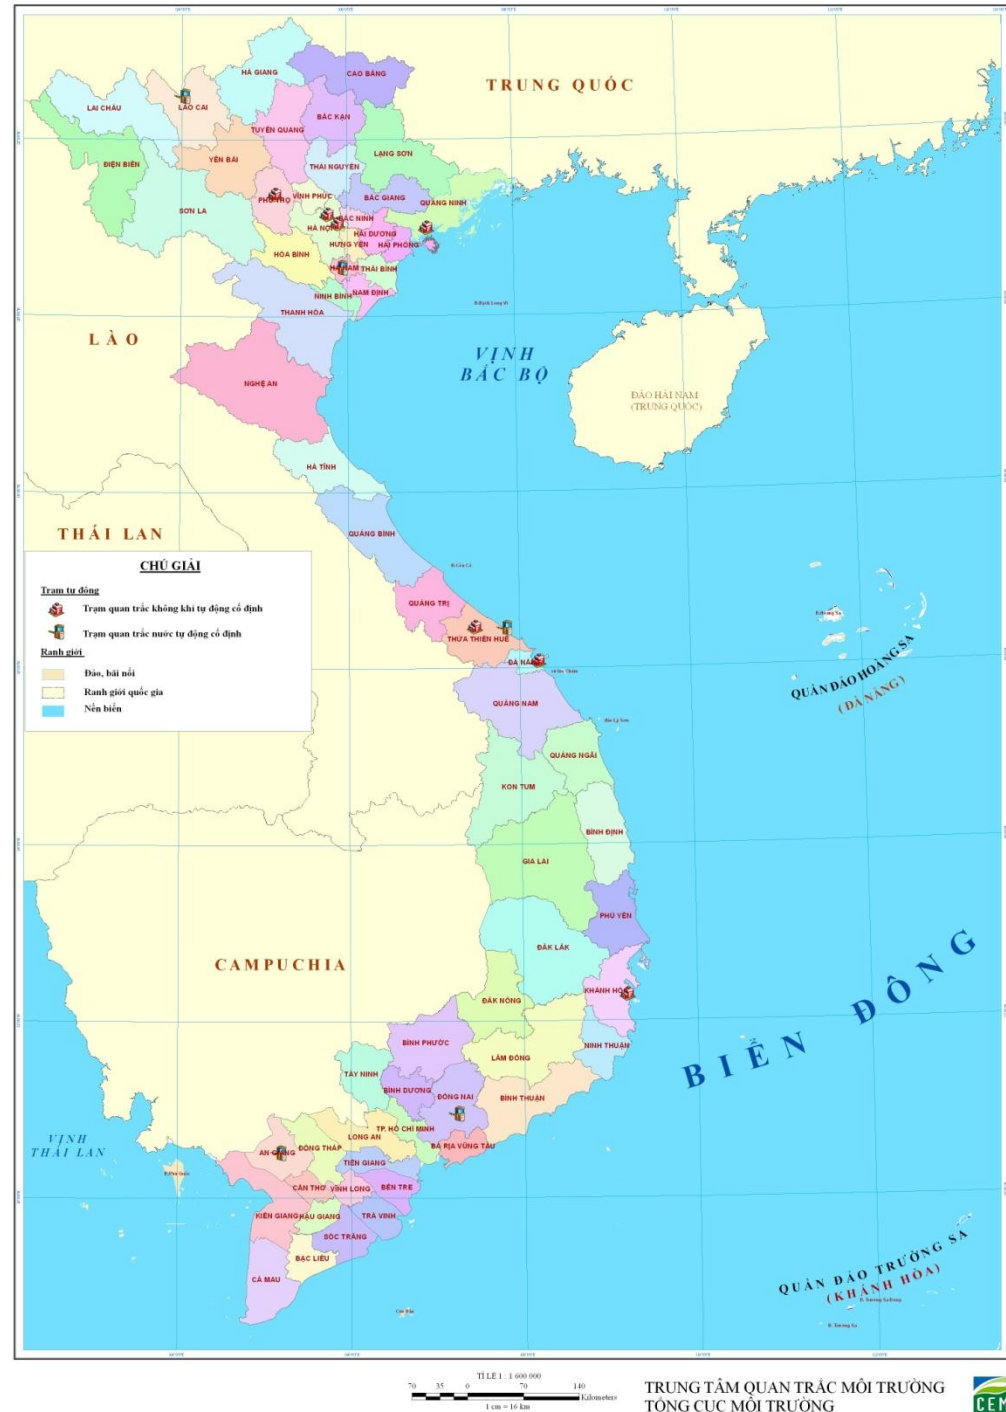 TRUNG QUỐC
HÀ GIANG
CAO BẰNG
LAI CHÂU
LÀO CAI
BẮC KẠN
TUYÊN QUANG
LẠNG SƠN
ĐIỆN BIÊN
YÊN BÁI
THÁI NGUYÊN
PHÚ THỌ
VĨNH PHÚC
BẮC GIANG
QUẢNG NINH
SƠN LA
BẮC NINH
HÀ NỘI
HẢI DƯƠNG
HƯNG YÊN
HẢI PHÒNG
HÒA BÌNH
HÀ NAM
THÁI BÌNH
NINH BÌNH
NAM ĐỊNH
THANH HÓA
LÀO
VỊNH
BẮC BỘ
NGHỆ AN
ĐẢO HẢI NAM
(TRUNG QUỐC)
HÀ TĨNH
THÁI LAN
QUẢNG BÌNH
CHÚ GIẢI
Trạm tự động
Trạm quan trắc không khí tự động cố định
Trạm quan trắc nước tự động cố định
Ranh giới
Đảo, bãi nổi
Ranh giới quốc gia
Nền biển
QUẢNG TRỊ
THỪA THIÊN HUẾ
ĐÀ NẴNG
QUẦN ĐẢO HOÀNG SA
(ĐÀ NẴNG)
QUẢNG NAM
QUẢNG NGÃI
KON TUM
BÌNH ĐỊNH
GIA LAI
PHÚ YÊN
ĐĂK LĂK
CAMPUCHIA
KHÁNH HÒA
ĐĂK NÔNG
BIỂN ĐÔNG
BÌNH PHƯỚC
NINH THUẬN
LÂM ĐỒNG
TÂY NINH
BÌNH DƯƠNG
ĐỒNG NAI
BÌNH THUẬN
TP. HỒ CHÍ MINH
LONG AN
BÀ RỊA VŨNG TÀU
ĐỒNG THÁP
AN GIANG
VỊNH
THÁI LAN
TIỀN GIANG
CẦN THƠ
VĨNH LONG
BẾN TRE
KIÊN GIANG
HẬU GIANG
TRÀ VINH
SÓC TRĂNG
BẠC LIÊU
CÀ MAU
QUẦN ĐẢO TRƯỜNG SA
(KHÁNH HÒA)
TỈ LỆ 1 : 1 600 000
70 35 0 70 140
Kilometers
1 cm = 16 km
TRUNG TÂM QUAN TRẮC MÔI TRƯỜNG
TỔNG CỤC MÔI TRƯỜNG
CEM